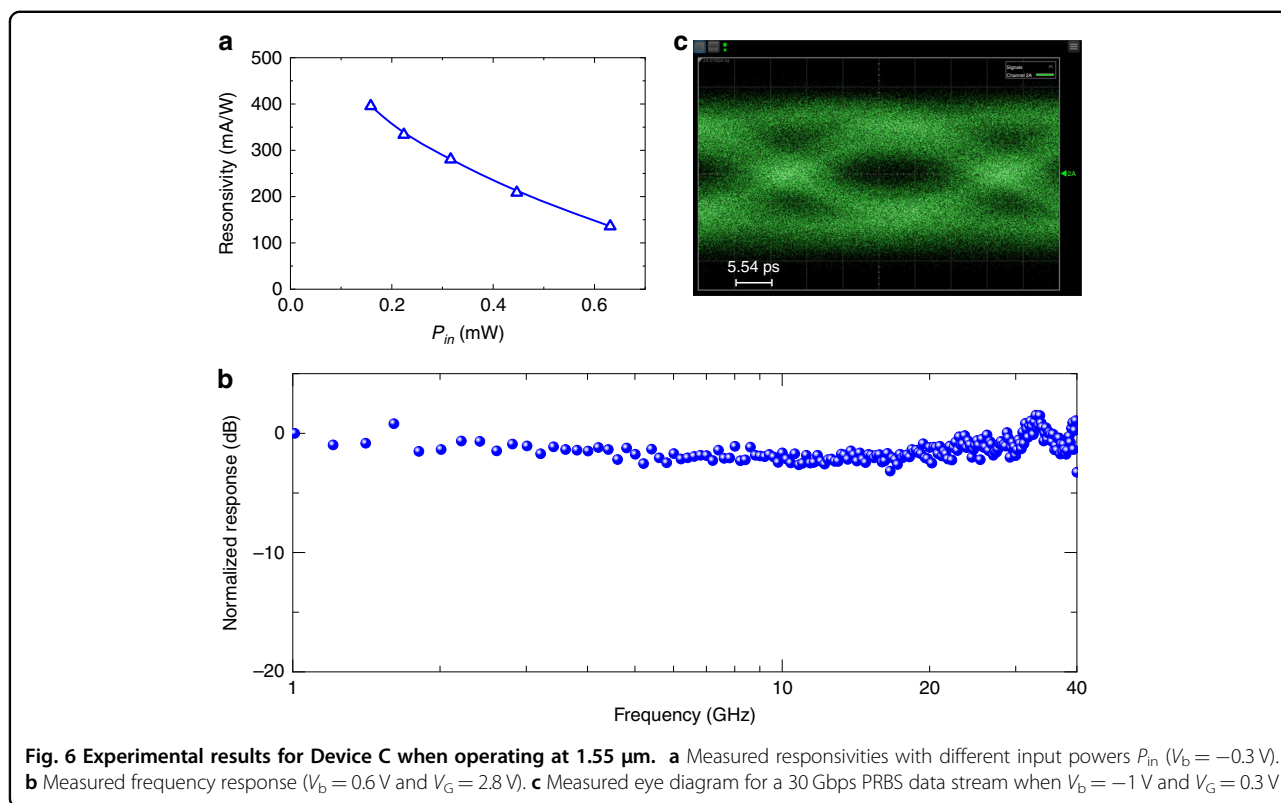 a
500
400
300
200
100
0
Resonsivity (mA/W)
0.0
0.2
0.4
0.6
P_in (mW)
c
Signals
Channel 2A
2A
5.54 ps
b
0
−10
−20
Normalized response (dB)
1
10
20
40
Frequency (GHz)
Fig. 6 Experimental results for Device C when operating at 1.55 µm. a Measured responsivities with different input powers P_in (V_b = −0.3 V).
b Measured frequency response (V_b = 0.6 V and V_G = 2.8 V). c Measured eye diagram for a 30 Gbps PRBS data stream when V_b = −1 V and V_G = 0.3 V